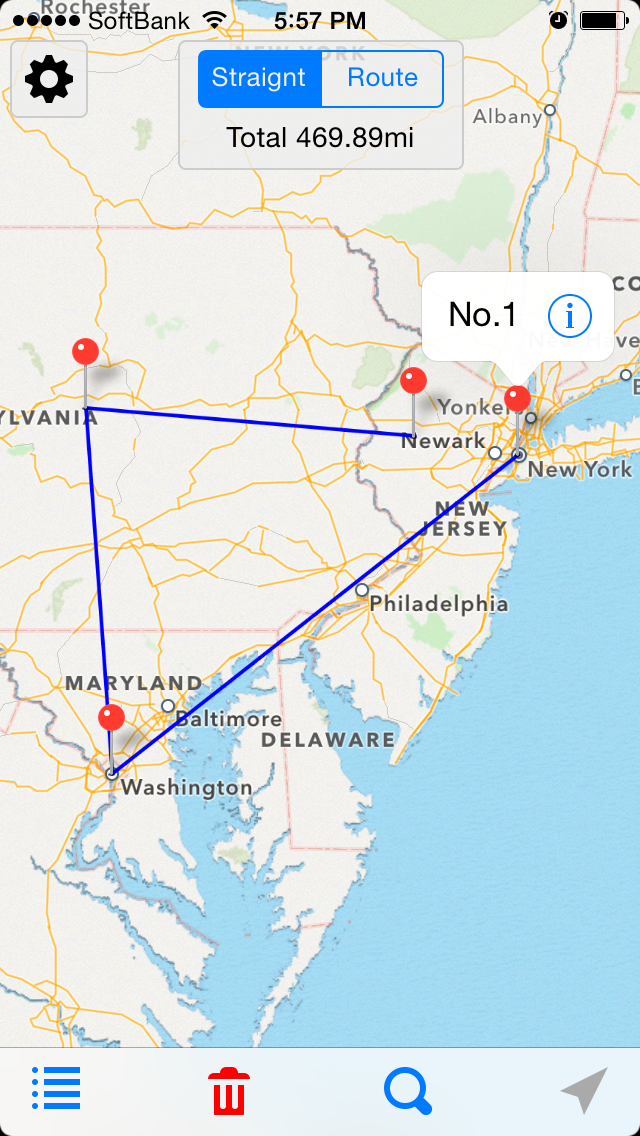 Rochester
SoftBank
5:57 PM
NEW YORK
Straignt
Route
Total 469.89mi
Albany
CO
No.1
New Have
YLVANIA
Yonkers
Newark
New York
NEW
JERSEY
Philadelphia
MARYLAND
Baltimore
DELAWARE
Washington